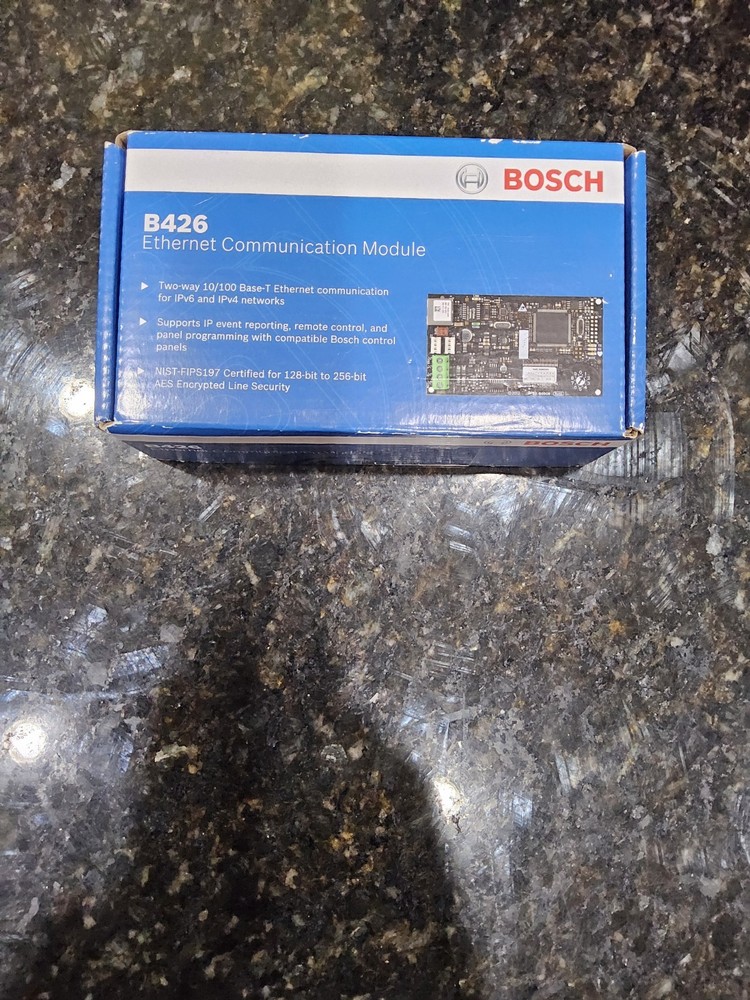 BOSCH
B426
Ethernet Communication Module
Two-way 10/100 Base-T Ethernet communication
for IPv6 and IPv4 networks
Supports IP event reporting, remote control, and
panel programming with compatible Bosch control
panels
NIST-FIPS197 Certified for 128-bit to 256-bit
AES Encrypted Line Security
B426
BOSCH